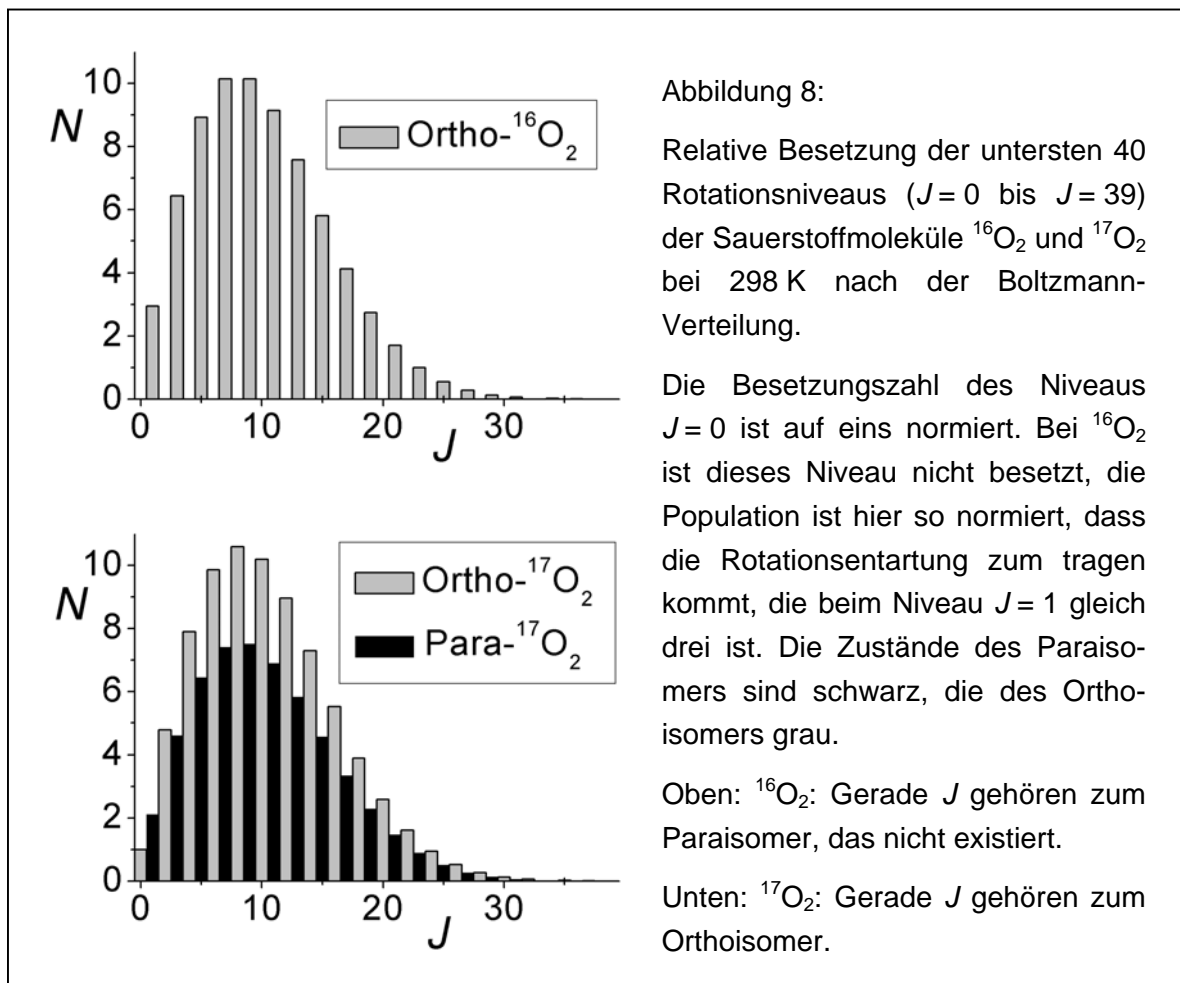 10
8
6
4
2
0
N
Ortho-¹⁶O₂
0
10
20
30
J
10
8
6
4
2
0
N
Ortho-¹⁷O₂
Para-¹⁷O₂
0
10
20
30
J
Abbildung 8:
Relative Besetzung der untersten 40
Rotationsniveaus (J = 0 bis J = 39)
der Sauerstoffmoleküle ¹⁶O₂ und ¹⁷O₂
bei 298 K nach der Boltzmann-
Verteilung.
Die Besetzungszahl des Niveaus
J = 0 ist auf eins normiert. Bei ¹⁶O₂
ist dieses Niveau nicht besetzt, die
Population ist hier so normiert, dass
die Rotationsentartung zum tragen
kommt, die beim Niveau J = 1 gleich
drei ist. Die Zustände des Paraiso-
mers sind schwarz, die des Ortho-
isomers grau.
Oben: ¹⁶O₂: Gerade J gehören zum
Paraisomer, das nicht existiert.
Unten: ¹⁷O₂: Gerade J gehören zum
Orthoisomer.